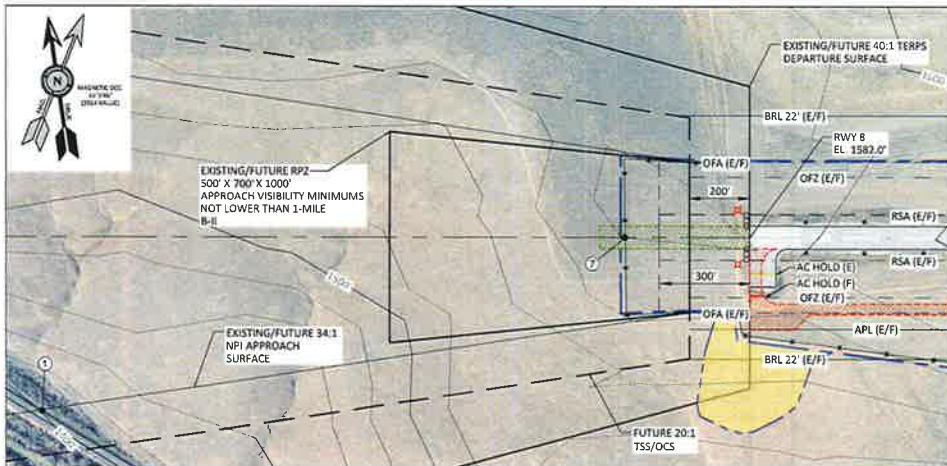 N
MAGNETIC DEC
EXISTING/FUTURE 40:1 TERPS
DEPARTURE SURFACE
BRL 22' (E/F)
RWY 8
EL. 1582.0'
EXISTING/FUTURE RPZ
500' X 700' X 1000'
APPROACH VISIBILITY MINIMUMS
NOT LOWER THAN 1-MILE
B-II
OFA (E/F)
OFZ (E/F)
200'
RSA (E/F)
RSA (E/F)
7
300'
1500
AC HOLD (E)
AC HOLD (F)
OFZ (E/F)
OFA (E/F)
APL (E/F)
EXISTING/FUTURE 34:1
NPI APPROACH
SURFACE
BRL 22' (E/F)
1
FUTURE 20:1
TSS/OCS